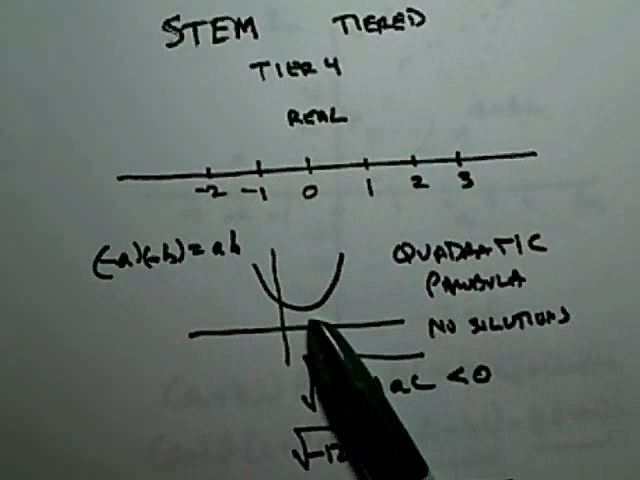 STEM TIERED
TIER 4
REAL
-2 -1 0 1 2 3
(-a)(-b) = ab
QUADRATIC
PARABOLA
NO SOLUTIONS
√ ac < 0
√-12